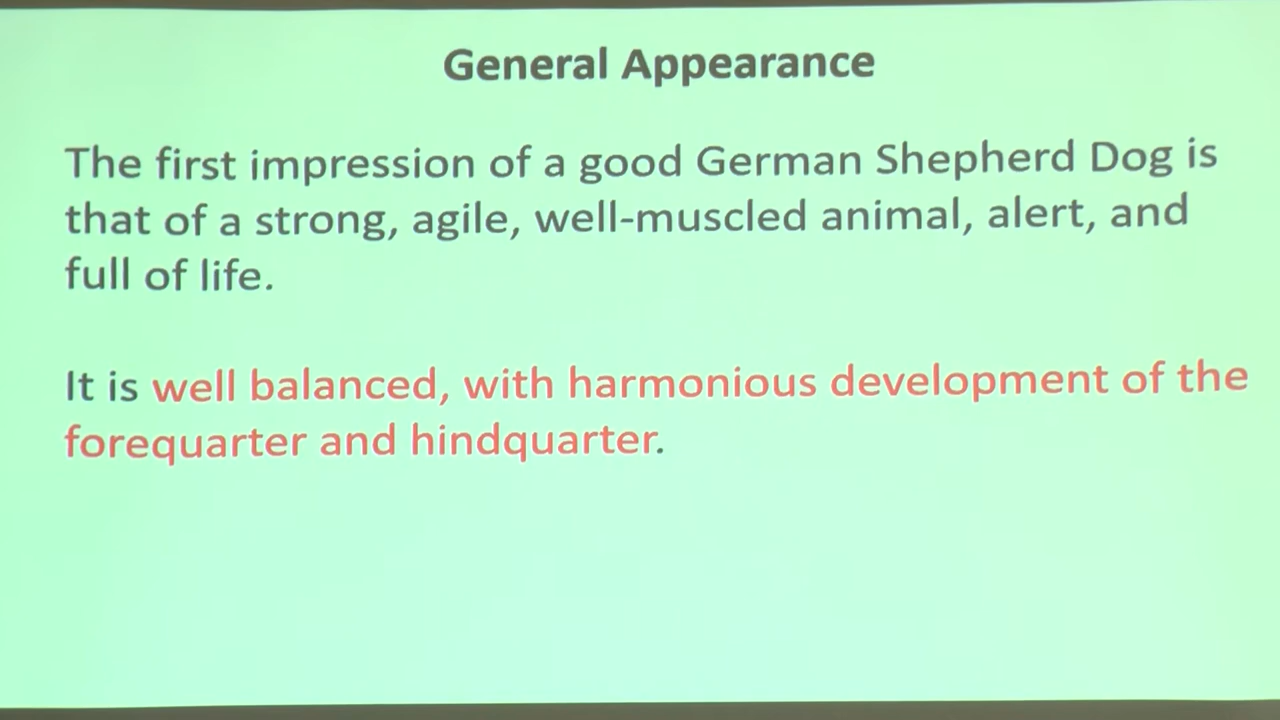 General Appearance
The first impression of a good German Shepherd Dog is
that of a strong, agile, well-muscled animal, alert, and
full of life.
It is well balanced, with harmonious development of the
forequarter and hindquarter.